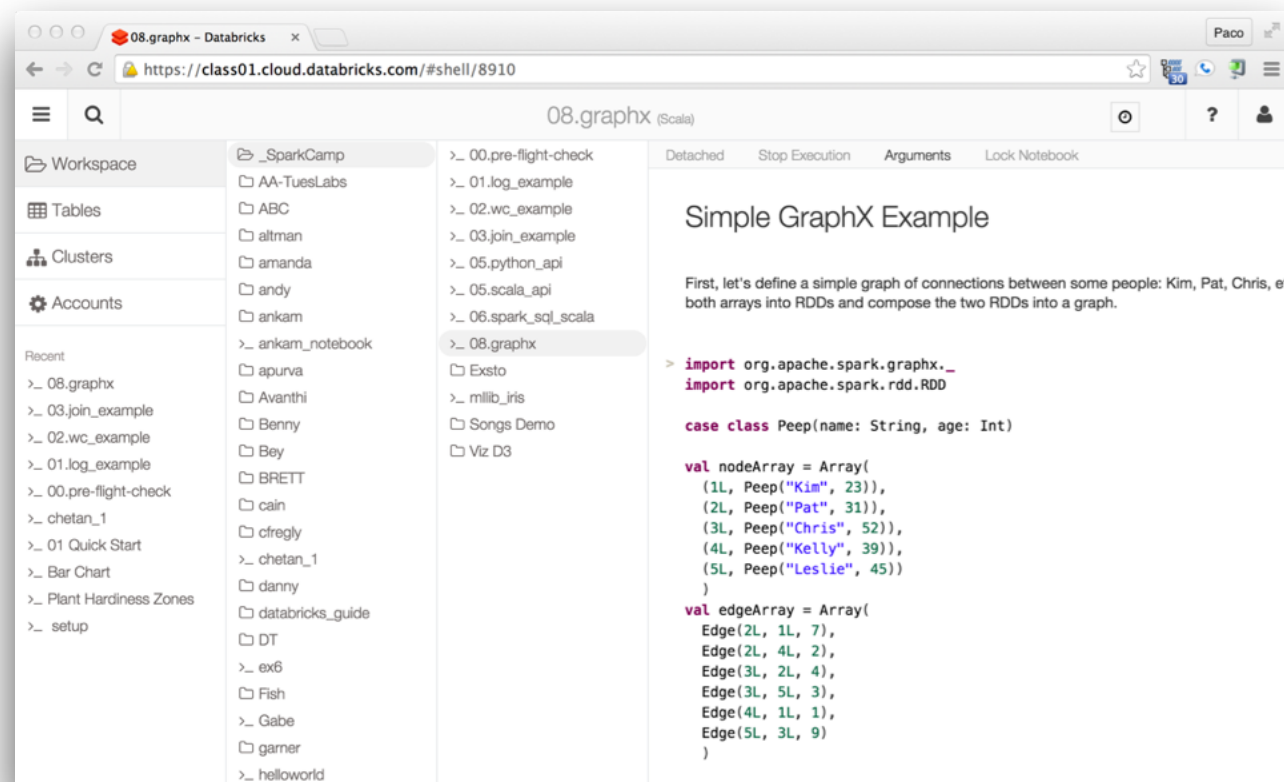 08.graphx – Databricks ×
Paco
https://class01.cloud.databricks.com/#shell/8910
30
08.graphx (Scala)
?
Workspace
Tables
Clusters
Accounts
Recent
>_ 08.graphx
>_ 03.join_example
>_ 02.wc_example
>_ 01.log_example
>_ 00.pre-flight-check
>_ chetan_1
>_ 01 Quick Start
>_ Bar Chart
>_ Plant Hardiness Zones
>_ setup
_SparkCamp
AA-TuesLabs
ABC
altman
amanda
andy
ankam
>_ ankam_notebook
apurva
Avanthi
Benny
Bey
BRETT
cain
cfregly
>_ chetan_1
danny
databricks_guide
DT
>_ ex6
Fish
>_ Gabe
garner
>_ helloworld
>_ 00.pre-flight-check
>_ 01.log_example
>_ 02.wc_example
>_ 03.join_example
>_ 05.python_api
>_ 05.scala_api
>_ 06.spark_sql_scala
>_ 08.graphx
Exsto
>_ mllib_iris
Songs Demo
Viz D3
Detached Stop Execution Arguments Lock Notebook
Simple GraphX Example
First, let's define a simple graph of connections between some people: Kim, Pat, Chris, e
both arrays into RDDs and compose the two RDDs into a graph.
> import org.apache.spark.graphx._
import org.apache.spark.rdd.RDD
case class Peep(name: String, age: Int)
val nodeArray = Array(
(1L, Peep("Kim", 23)),
(2L, Peep("Pat", 31)),
(3L, Peep("Chris", 52)),
(4L, Peep("Kelly", 39)),
(5L, Peep("Leslie", 45))
)
val edgeArray = Array(
Edge(2L, 1L, 7),
Edge(2L, 4L, 2),
Edge(3L, 2L, 4),
Edge(3L, 5L, 3),
Edge(4L, 1L, 1),
Edge(5L, 3L, 9)
)